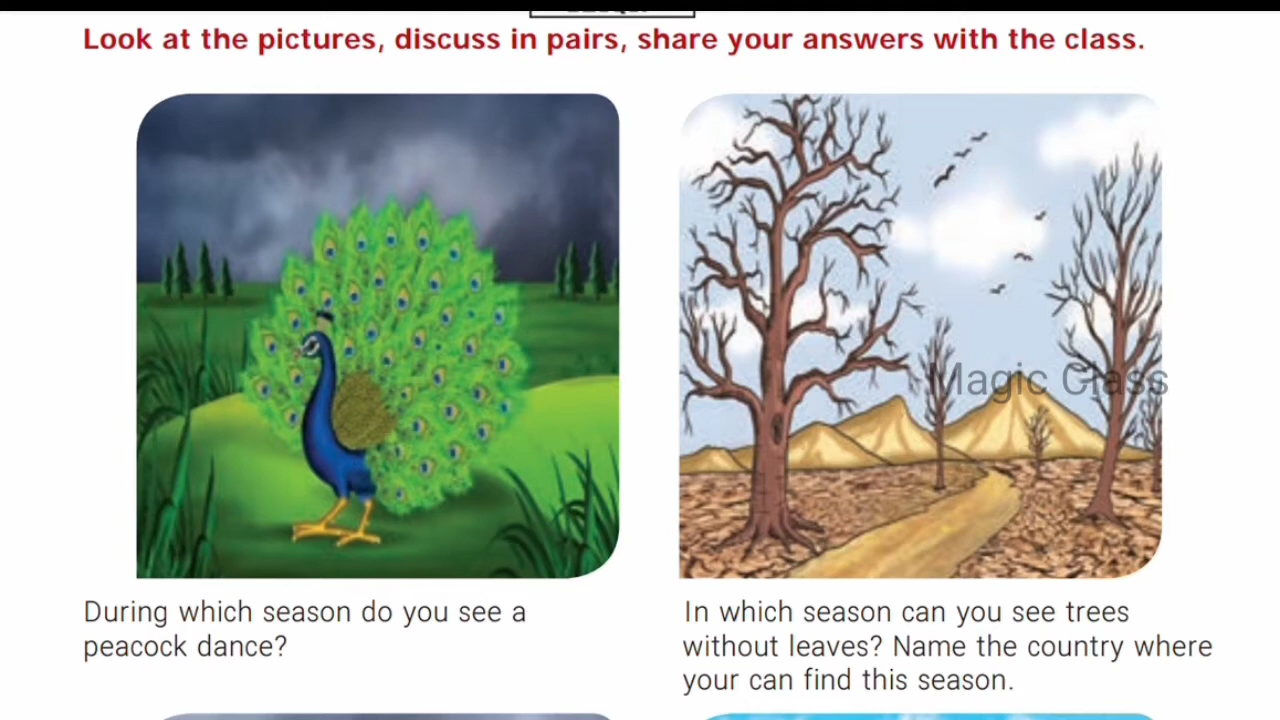 Look at the pictures, discuss in pairs, share your answers with the class.
Magic Class
During which season do you see a
peacock dance?
In which season can you see trees
without leaves? Name the country where
your can find this season.